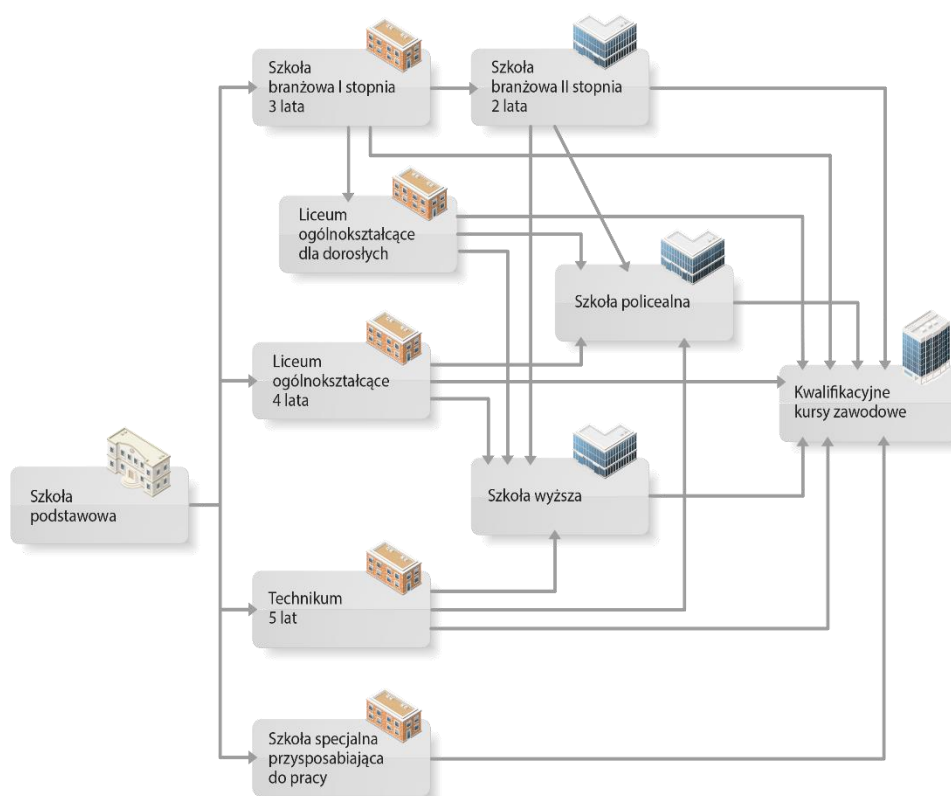 Szkoła
branżowa I stopnia
3 lata
Szkoła
branżowa II stopnia
2 lata
Liceum
ogólnokształcące
dla dorosłych
Szkoła policealna
Liceum
ogólnokształcące
4 lata
Kwalifikacyjne
kursy zawodowe
Szkoła
podstawowa
Szkoła wyższa
Technikum
5 lat
Szkoła specjalna
przysposabiająca
do pracy